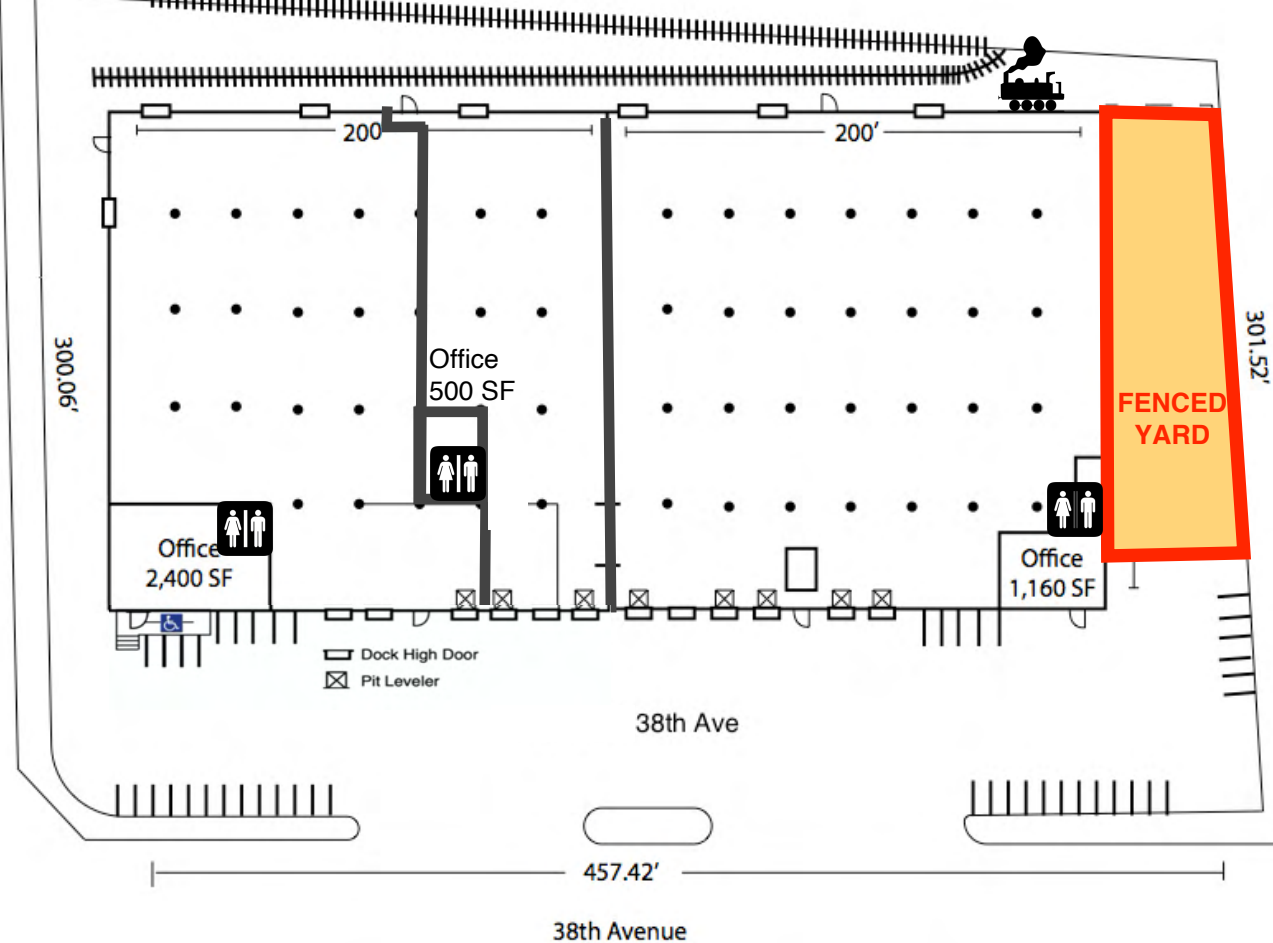 200'
200'
300.06'
301.52'
Office
500 SF
FENCED
YARD
Office
2,400 SF
Office
1,160 SF
Dock High Door
Pit Leveler
38th Ave
457.42'
38th Avenue